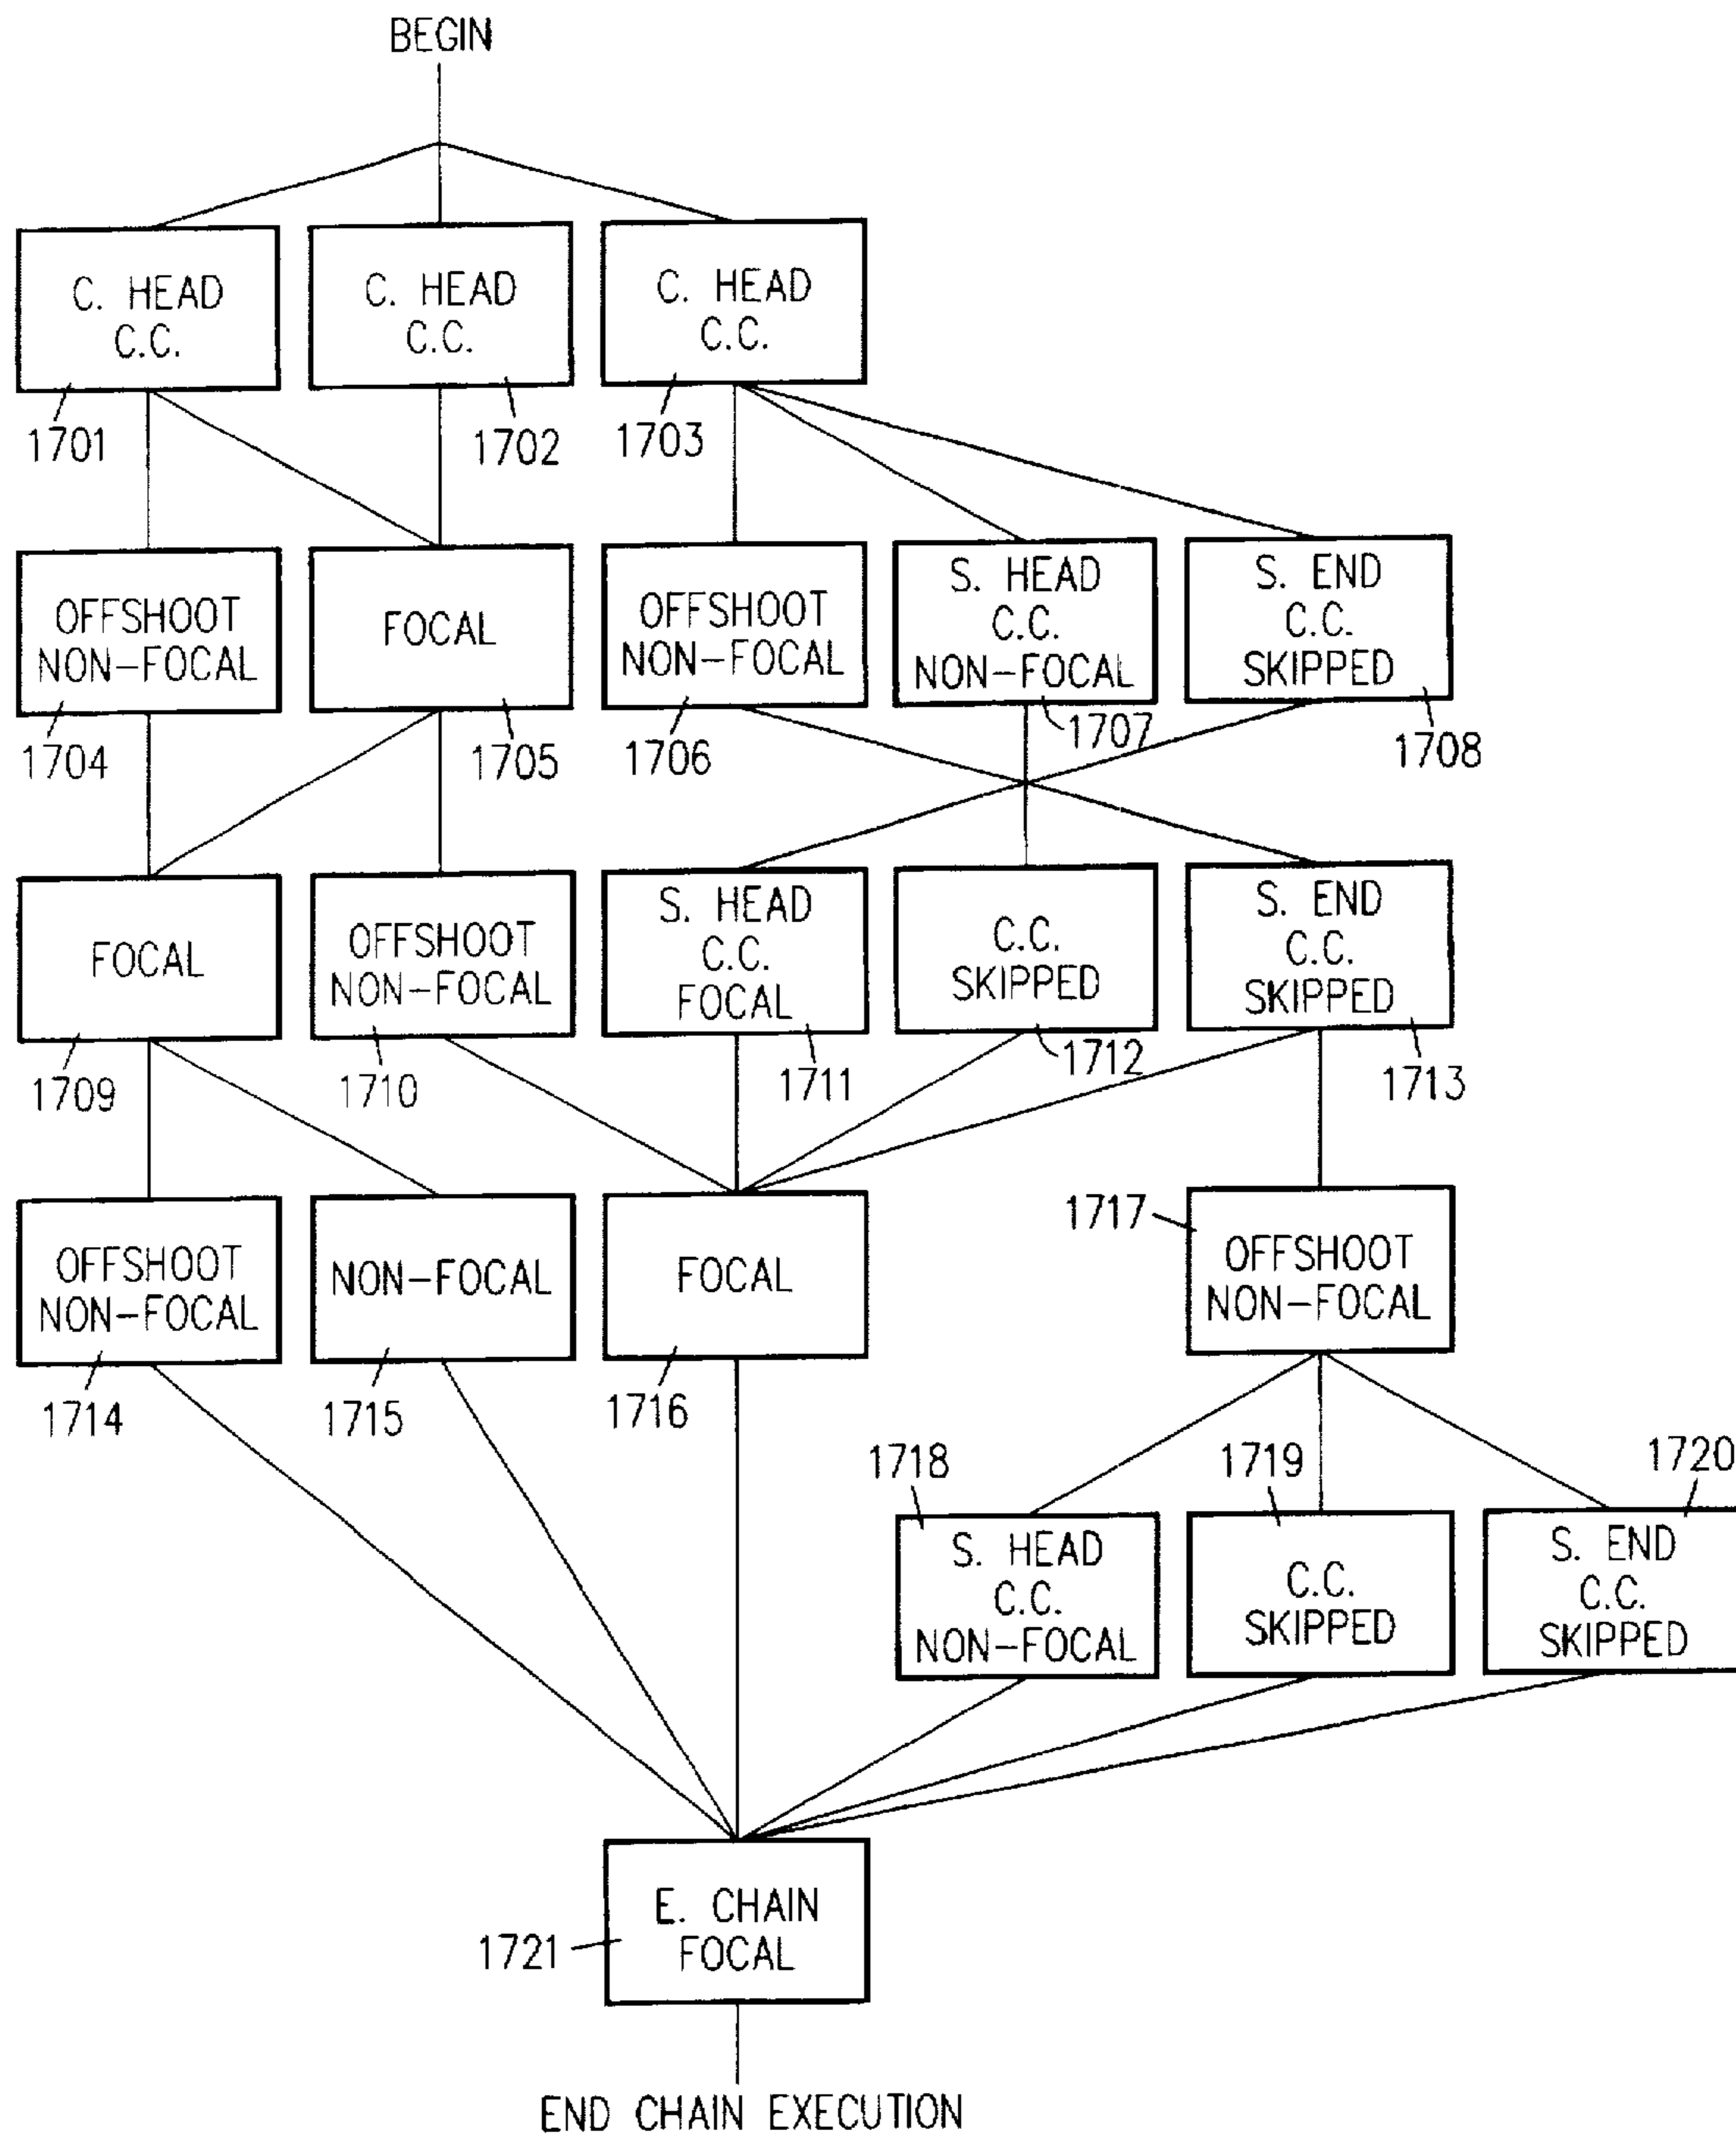 BEGIN
C. HEAD
C.C.
1701
C. HEAD
C.C.
1702
C. HEAD
C.C.
1703
OFFSHOOT
NON-FOCAL
1704
FOCAL
1705
OFFSHOOT
NON-FOCAL
1706
S. HEAD
C.C.
NON-FOCAL
1707
S. END
C.C.
SKIPPED
1708
FOCAL
1709
OFFSHOOT
NON-FOCAL
1710
S. HEAD
C.C.
FOCAL
1711
C.C.
SKIPPED
1712
S. END
C.C.
SKIPPED
1713
OFFSHOOT
NON-FOCAL
1714
NON-FOCAL
1715
FOCAL
1716
1717
OFFSHOOT
NON-FOCAL
1718
S. HEAD
C.C.
NON-FOCAL
1719
C.C.
SKIPPED
1720
S. END
C.C.
SKIPPED
E. CHAIN
FOCAL
1721
END CHAIN EXECUTION